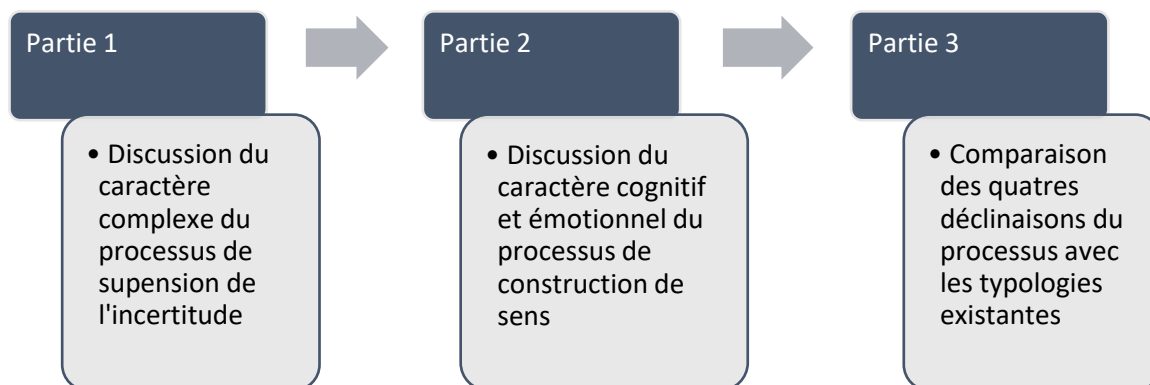 Partie 1
• Discussion du
caractère
complexe du
processus de
supension de
l'incertitude
Partie 2
• Discussion du
caractère cognitif
et émotionnel du
processus de
construction de
sens
Partie 3
• Comparaison
des quatres
déclinaisons du
processus avec
les typologies
existantes